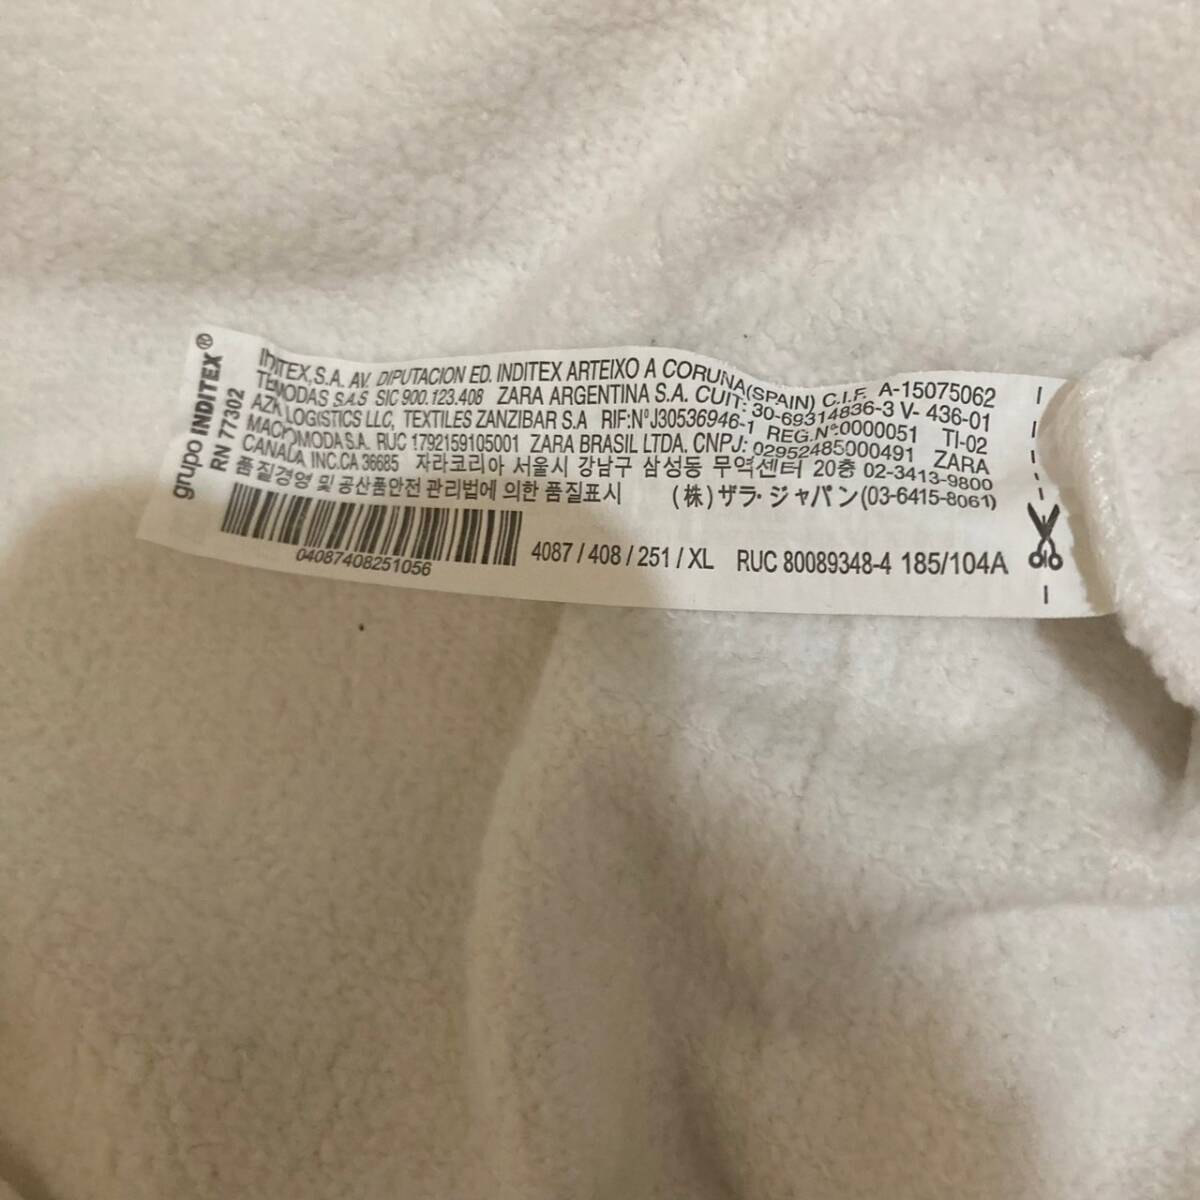 grupo INDITEX®
RN 77302
INDITEX, S.A. AV. DIPUTACION ED. INDITEX ARTEIXO A CORUNA (SPAIN) C.I.F. A-15075062
TEMODAS S.A.S SIC 900.123.408 ZARA ARGENTINA S.A. CUIT: 30-69314836-3 V- 436-01
AZK LOGISTICS LLC, TEXTILES ZANZIBAR S.A RIF:Nº J30536946-1 REG.Nº:0000051 TI-02
S.A. RUC 1792159105001 ZARA BRASIL LTDA. CNPJ: 02952485000491 ZARA
CANADA, INC.CA 36685 자라코리아 서울시 강남구 삼성동 무역센터 20층 02-3413-9800
품질경영 및 공산품안전 관리법에 의한 품질표시 (株)ザラ・ジャパン(03-6415-8061)
04087408251056
4087 / 408 / 251 / XL RUC 80089348-4 185/104A